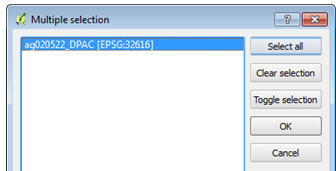 Multiple selection
ag020522_DPAC [EPSG:32616]
Select all
Clear selection
Toggle selection
OK
Cancel